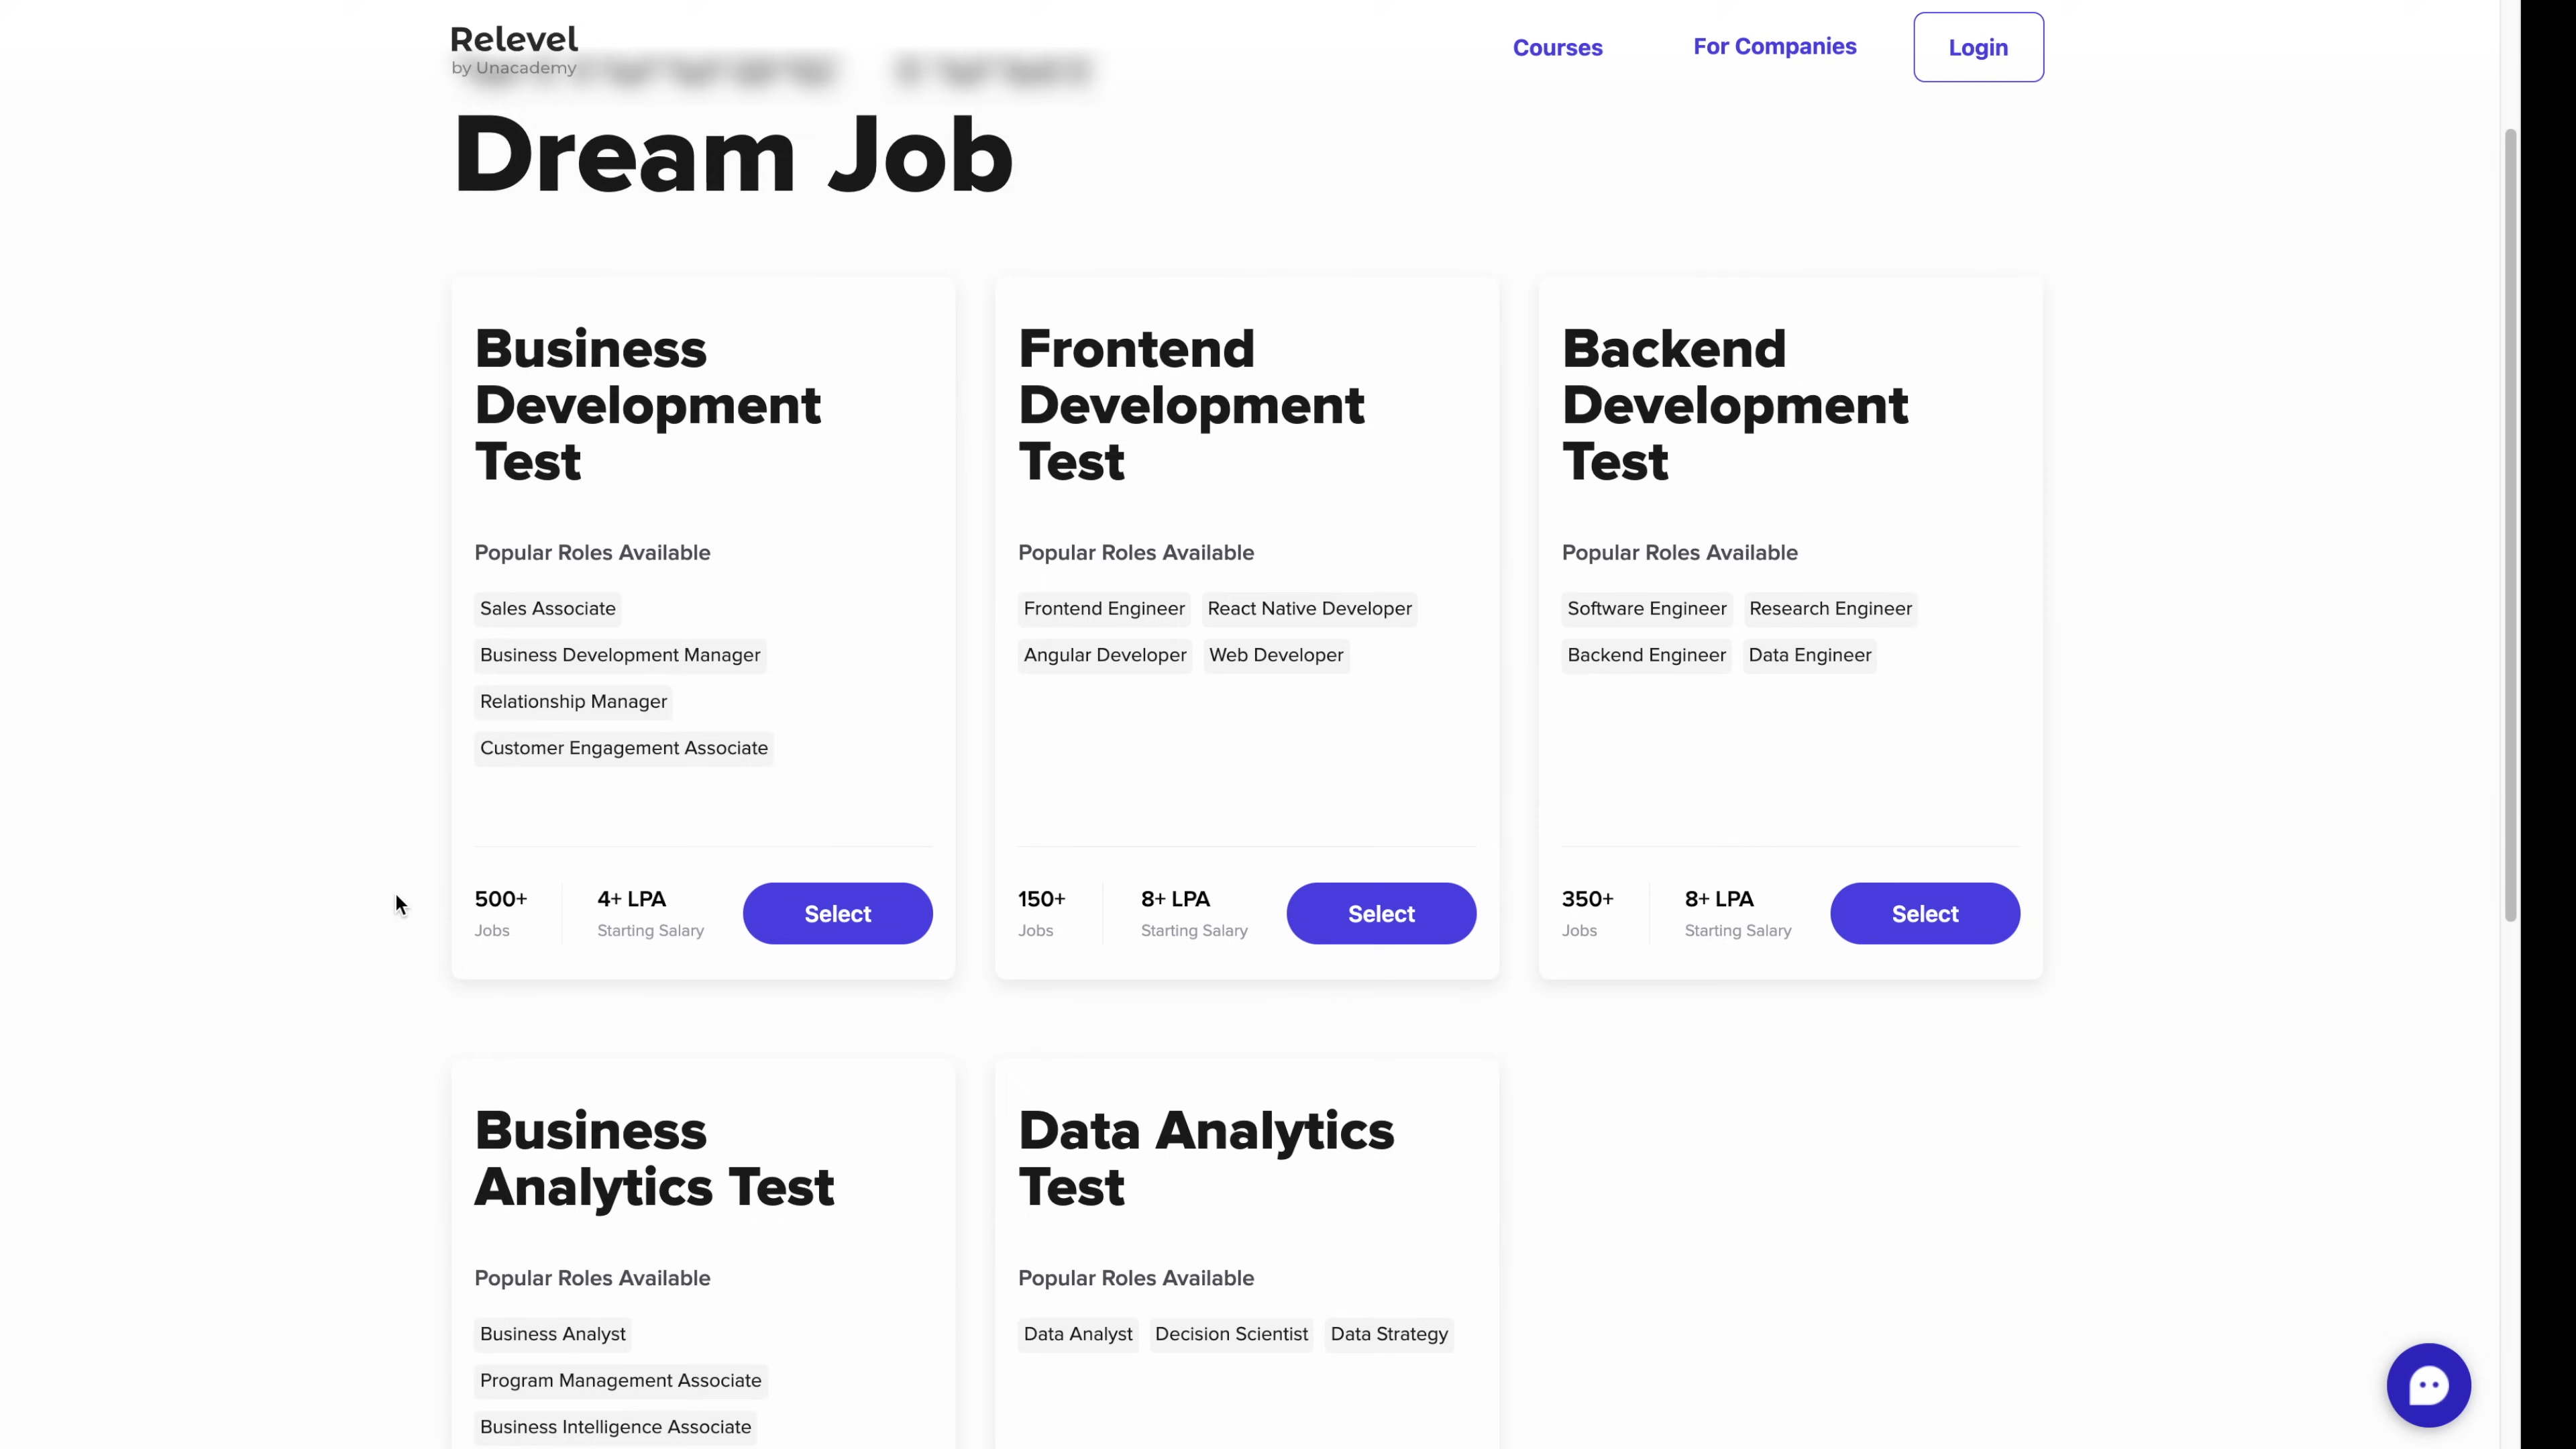 Relevel
by Unacademy
Courses
For Companies
Login
Dream Job
Business
Development
Test
Popular Roles Available
Sales Associate
Business Development Manager
Relationship Manager
Customer Engagement Associate
500+
Jobs
4+ LPA
Starting Salary
Select
Frontend
Development
Test
Popular Roles Available
Frontend Engineer
React Native Developer
Angular Developer
Web Developer
150+
Jobs
8+ LPA
Starting Salary
Select
Backend
Development
Test
Popular Roles Available
Software Engineer
Research Engineer
Backend Engineer
Data Engineer
350+
Jobs
8+ LPA
Starting Salary
Select
Business
Analytics Test
Popular Roles Available
Business Analyst
Program Management Associate
Business Intelligence Associate
Data Analytics
Test
Popular Roles Available
Data Analyst
Decision Scientist
Data Strategy